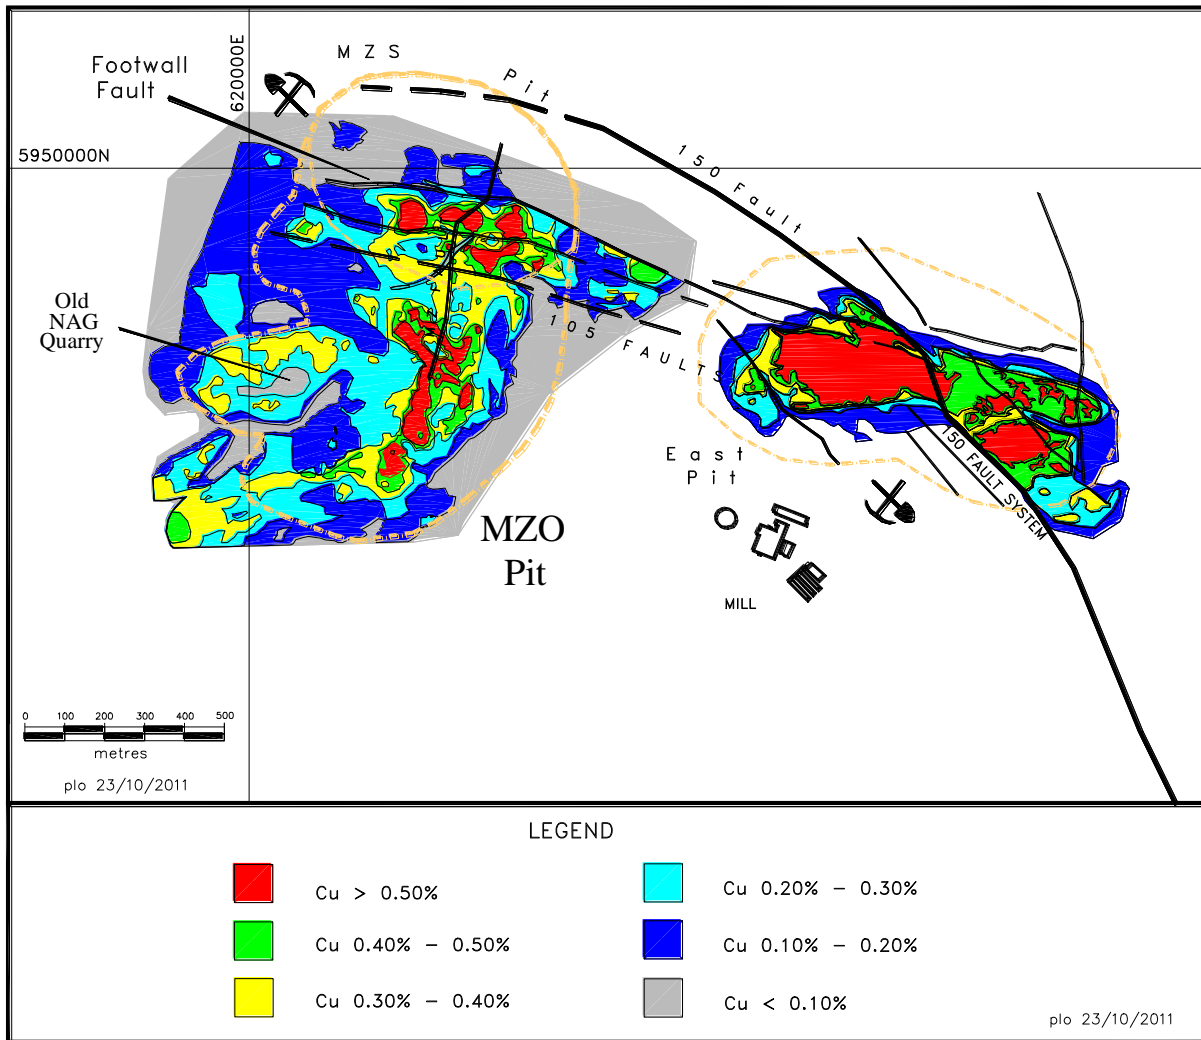 M Z S
Pit
Footwall
Fault
620000E
5950000N
150 Fault
Old
NAG
Quarry
105 FAULTS
East
Pit
150 FAULT SYSTEM
MZO
Pit
MILL
0 100 200 300 400 500
metres
plo 23/10/2011
LEGEND
Cu > 0.50%
Cu 0.20% - 0.30%
Cu 0.40% - 0.50%
Cu 0.10% - 0.20%
Cu 0.30% - 0.40%
Cu < 0.10%
plo 23/10/2011